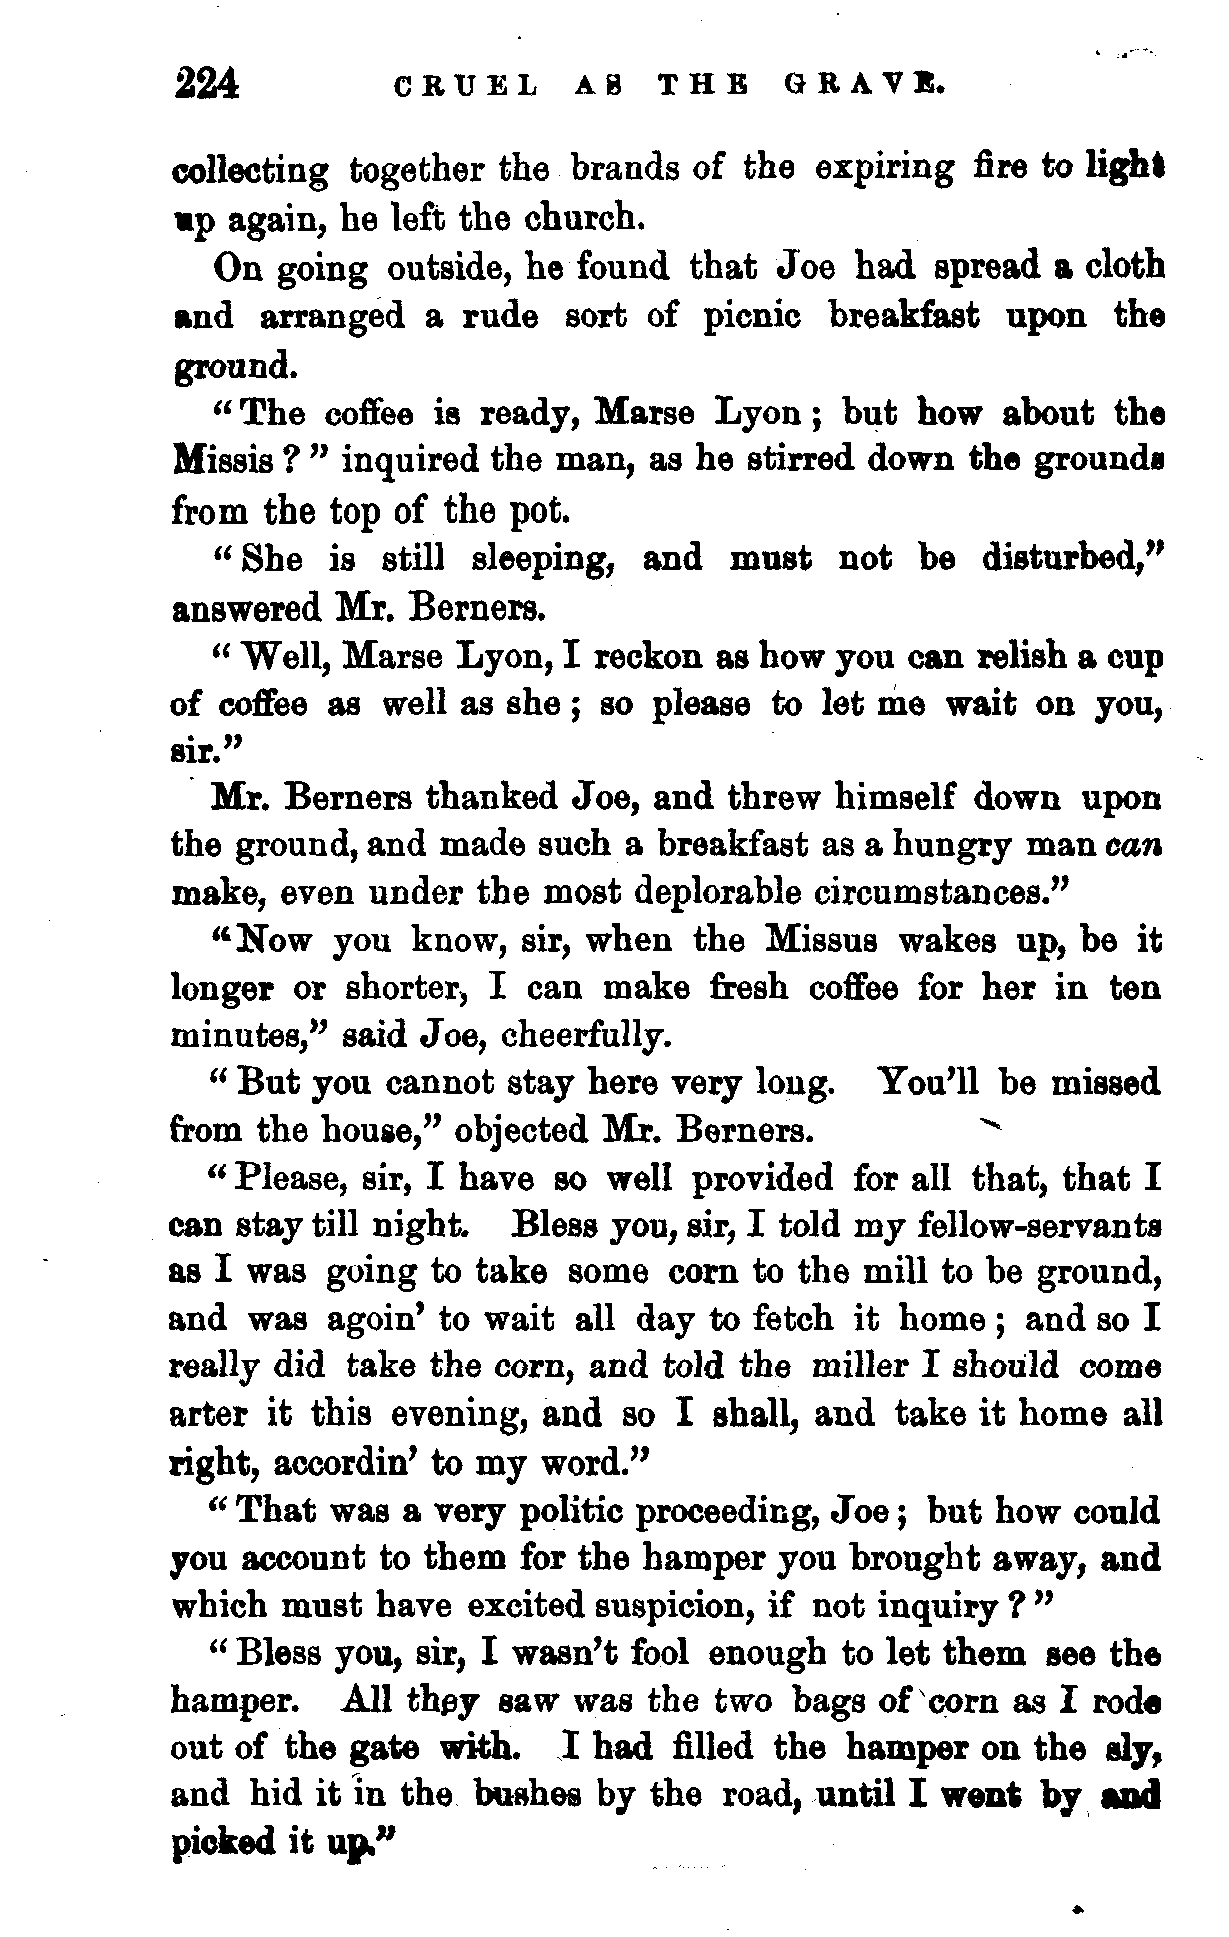 224 CRUEL AS THE GRAVE.
collecting together the brands of the expiring fire to light
up again, he left the church.
On going outside, he found that Joe had spread a cloth
and arranged a rude sort of picnic breakfast upon the
ground.
“The coffee is ready, Marse Lyon; but how about the
Missis?” inquired the man, as he stirred down the grounds
from the top of the pot.
“She is still sleeping, and must not be disturbed,”
answered Mr. Berners.
“Well, Marse Lyon, I reckon as how you can relish a cup
of coffee as well as she; so please to let me wait on you,
sir.”
Mr. Berners thanked Joe, and threw himself down upon
the ground, and made such a breakfast as a hungry man can
make, even under the most deplorable circumstances.”
“Now you know, sir, when the Missus wakes up, be it
longer or shorter, I can make fresh coffee for her in ten
minutes,” said Joe, cheerfully.
“But you cannot stay here very long. You’ll be missed
from the house,” objected Mr. Berners.
“Please, sir, I have so well provided for all that, that I
can stay till night. Bless you, sir, I told my fellow-servants
as I was going to take some corn to the mill to be ground,
and was agoin’ to wait all day to fetch it home; and so I
really did take the corn, and told the miller I should come
arter it this evening, and so I shall, and take it home all
right, accordin’ to my word.”
“That was a very politic proceeding, Joe; but how could
you account to them for the hamper you brought away, and
which must have excited suspicion, if not inquiry?”
“Bless you, sir, I wasn’t fool enough to let them see the
hamper. All they saw was the two bags of corn as I rode
out of the gate with. I had filled the hamper on the sly,
and hid it in the bushes by the road, until I went by and
picked it up.”